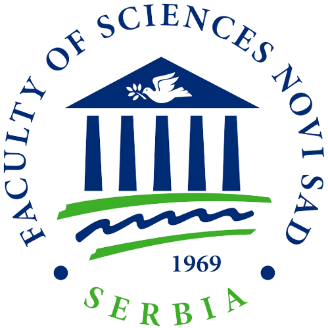 FACULTY OF SCIENCES NOVI SAD
1969
SERBIA